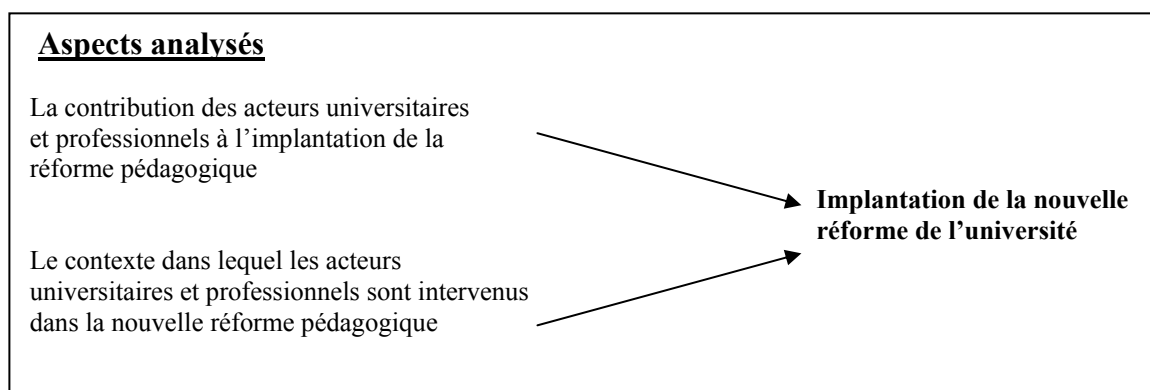 Aspects analysés
La contribution des acteurs universitaires
et professionnels à l’implantation de la
réforme pédagogique
Implantation de la nouvelle
réforme de l’université
Le contexte dans lequel les acteurs
universitaires et professionnels sont intervenus
dans la nouvelle réforme pédagogique